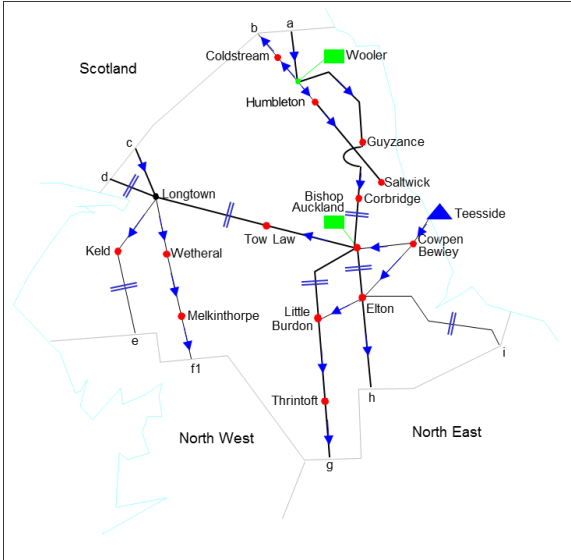 b
a
Coldstream
Wooler
Scotland
Humbleton
c
Guyzance
d
Saltwick
Longtown
Bishop
Auckland
Corbridge
Teesside
Tow Law
Cowpen
Bewley
Keld
Wetheral
Little
Burdon
Elton
Melkinthorpe
e
i
f1
h
Thrintoft
North West
North East
g